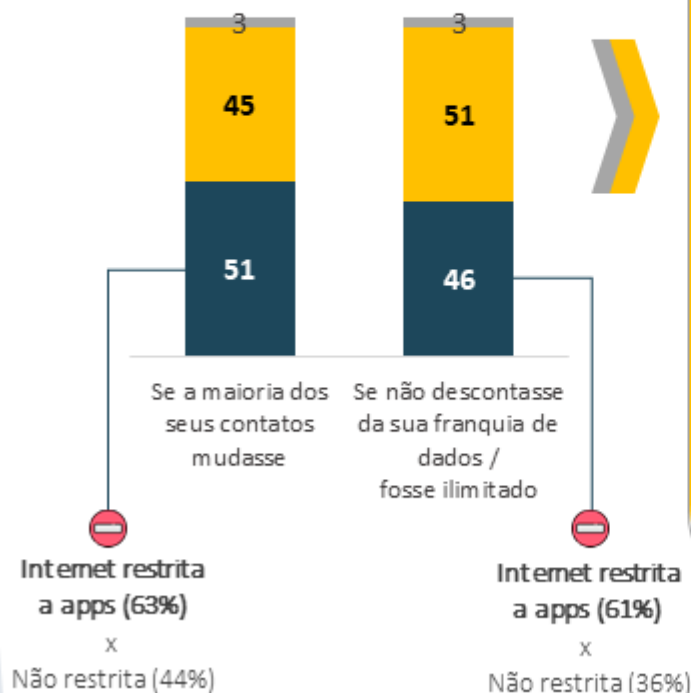 3
3
45
51
51
46
Se a maioria dos
seus contatos
mudasse
Se não descontasse
da sua franquia de
dados /
fosse ilimitado
Internet restrita
a apps (63%)
x
Não restrita (44%)
Internet restrita
a apps (61%)
x
Não restrita (36%)